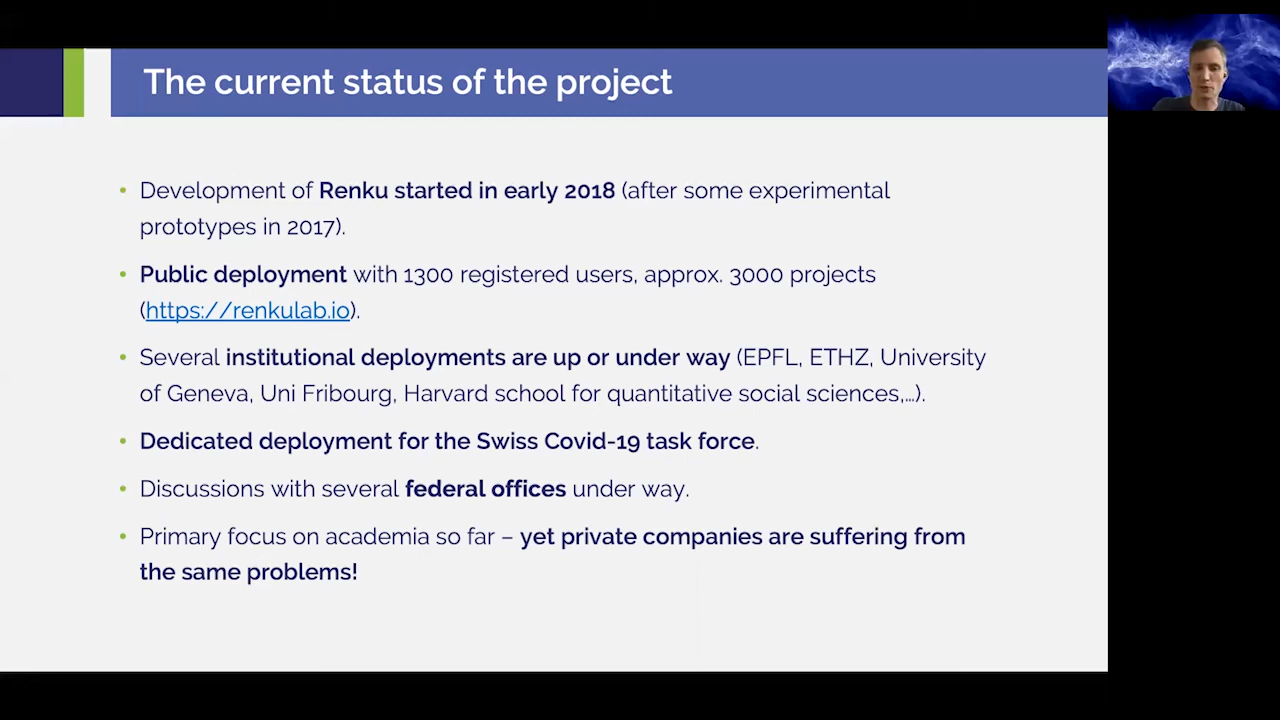 The current status of the project
• Development of Renku started in early 2018 (after some experimental
prototypes in 2017).
• Public deployment with 1300 registered users, approx. 3000 projects
(https://renkulab.io).
• Several institutional deployments are up or under way (EPFL, ETHZ, University
of Geneva, Uni Fribourg, Harvard school for quantitative social sciences,…).
• Dedicated deployment for the Swiss Covid-19 task force.
• Discussions with several federal offices under way.
• Primary focus on academia so far – yet private companies are suffering from
the same problems!